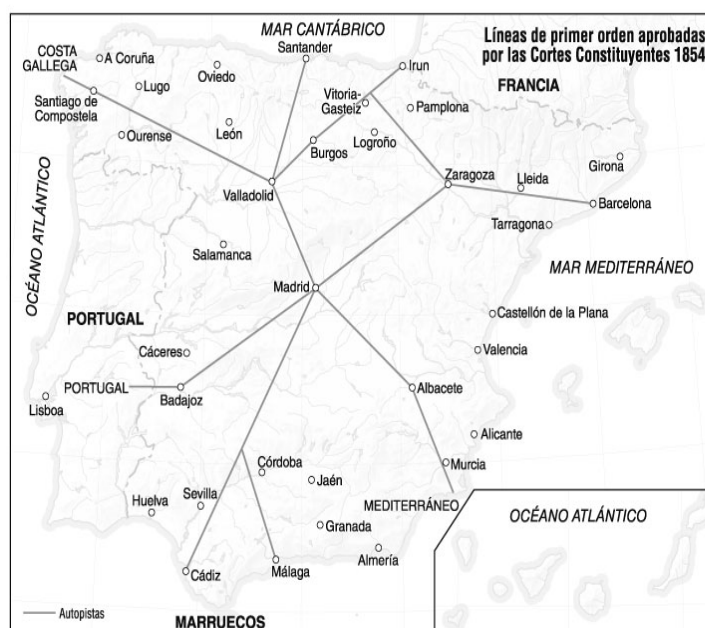 MAR CANTÁBRICO
Líneas de primer orden aprobadas
por las Cortes Constituyentes 1854
COSTA
GALLEGA
A Coruña
Santander
Oviedo
Irun
FRANCIA
Lugo
Santiago de
Compostela
Vitoria-
Gasteiz
Pamplona
León
Ourense
Logroño
Burgos
Girona
Valladolid
Zaragoza
Lleida
Barcelona
Tarragona
OCÉANO ATLÁNTICO
Salamanca
MAR MEDITERRÁNEO
Madrid
PORTUGAL
Castellón de la Plana
Cáceres
Valencia
PORTUGAL
Badajoz
Albacete
Lisboa
Alicante
Córdoba
Murcia
Jaén
Huelva
Sevilla
MEDITERRÁNEO
OCÉANO ATLÁNTICO
Granada
Almería
Cádiz
Málaga
Autopistas
MARRUECOS